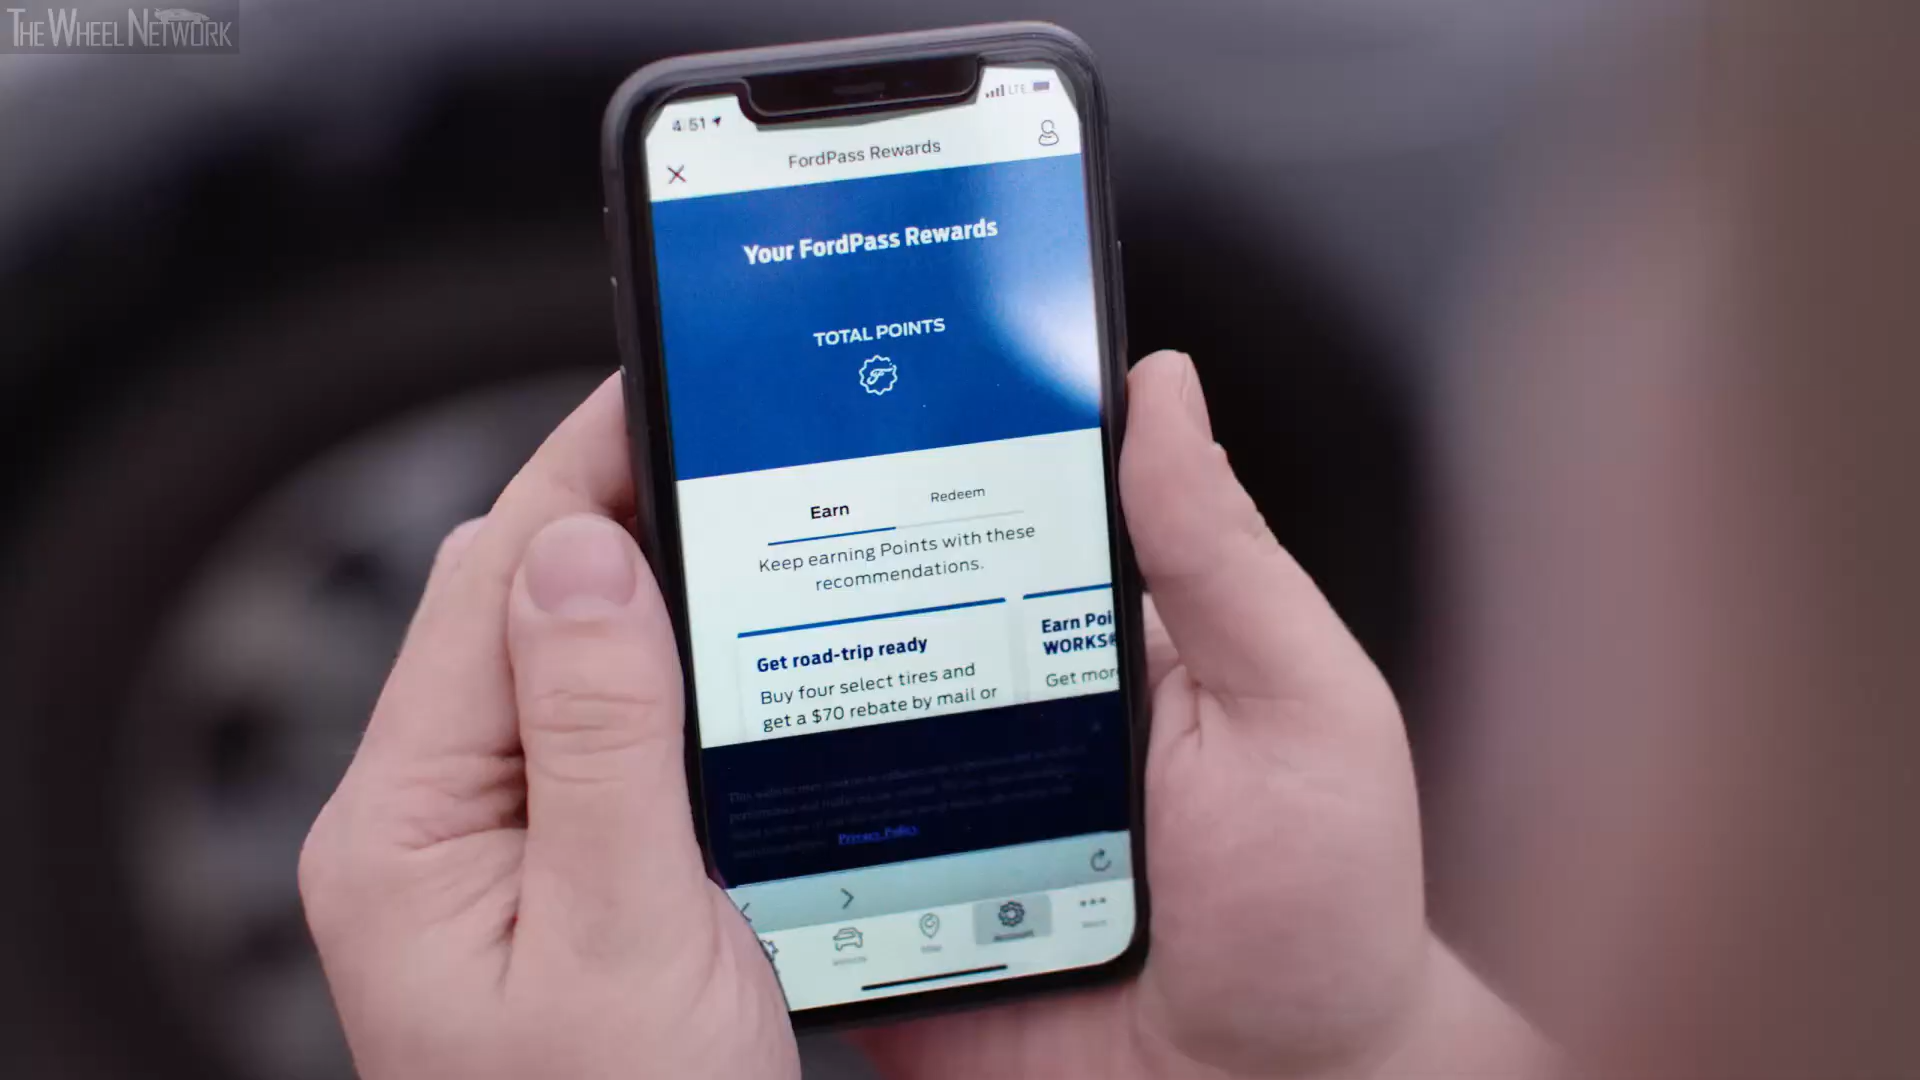 THE WHEEL NETWORK
4:51
LTE
FordPass Rewards
Your FordPass Rewards
TOTAL POINTS
Earn
Redeem
Keep earning Points with these
recommendations.
Get road-trip ready
Buy four select tires and
get a $70 rebate by mail or
Earn Poi
WORKS®
Get mor
Privacy Policy